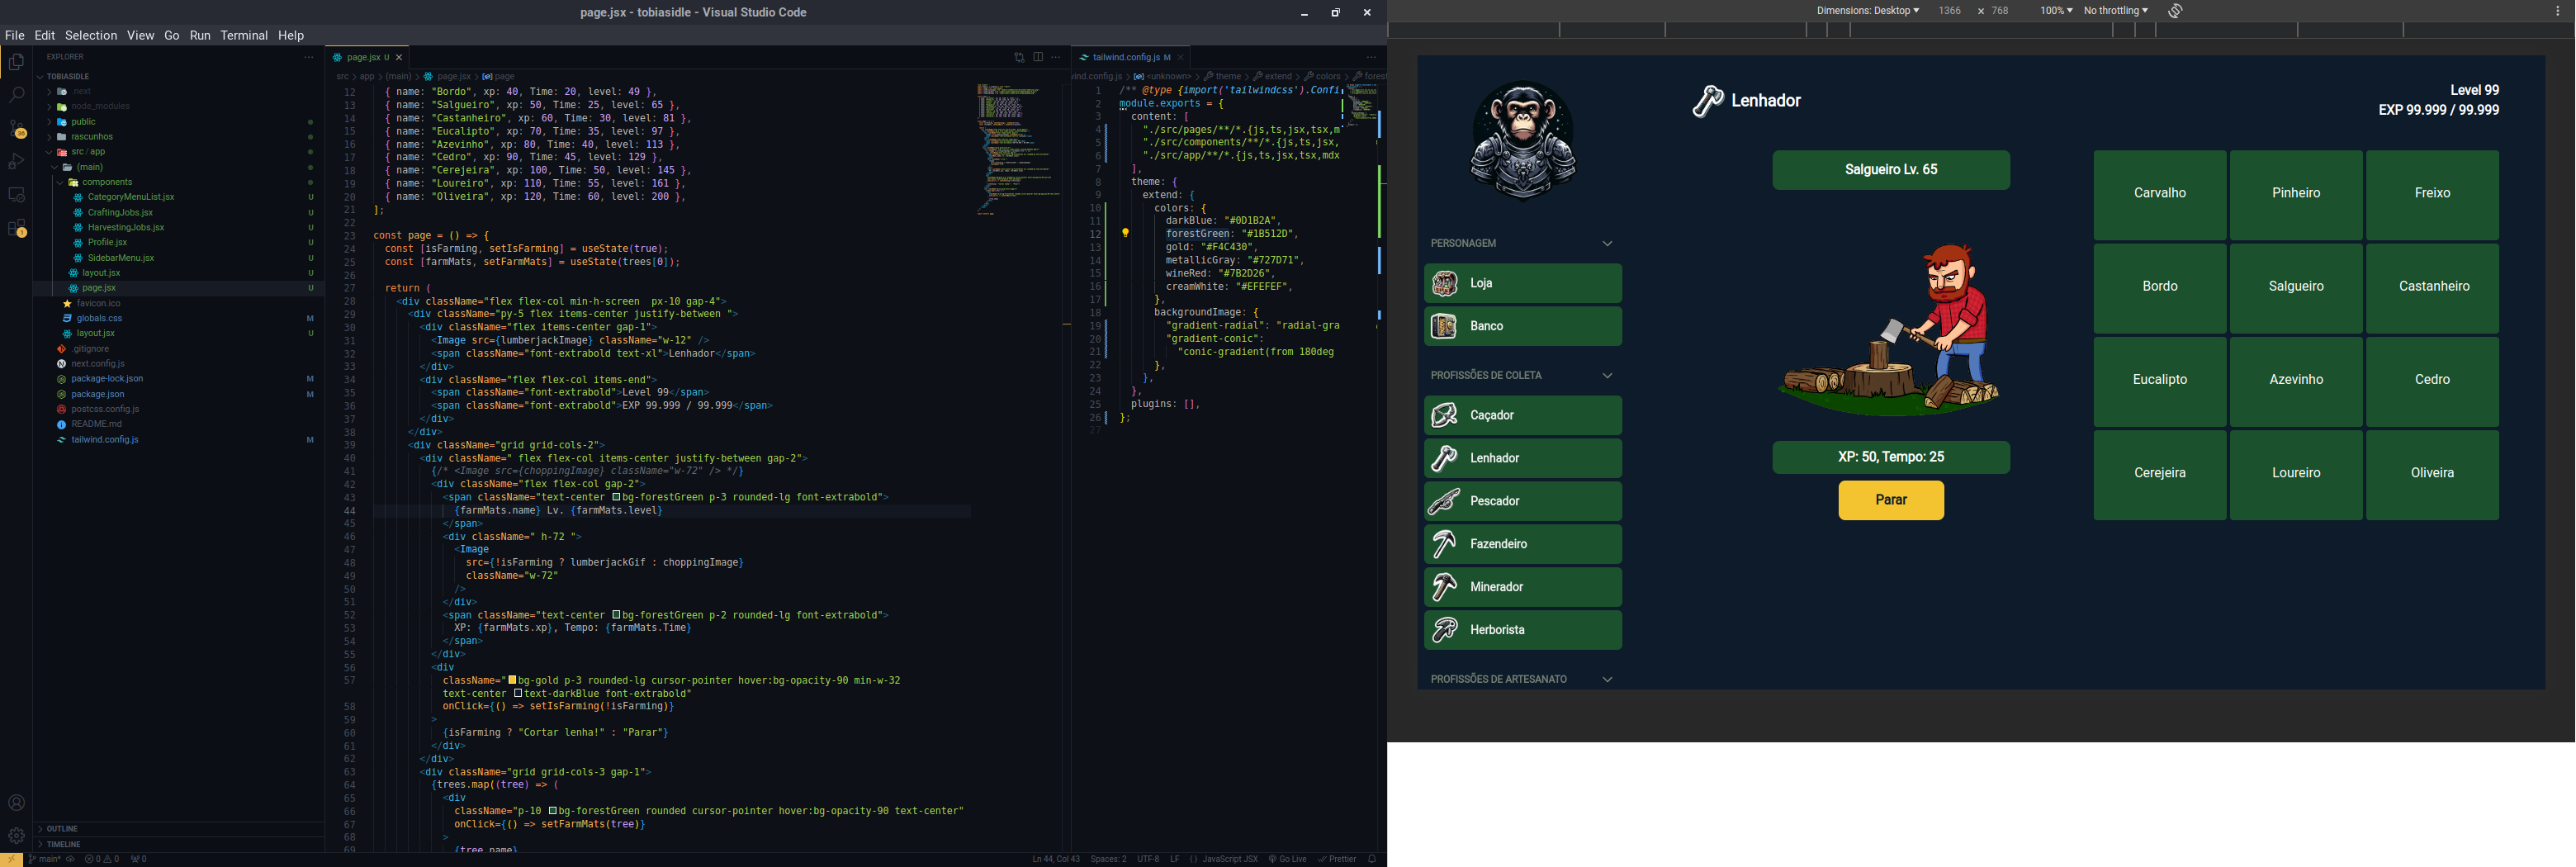 page.jsx - tobiasidle - Visual Studio Code
File Edit Selection View Go Run Terminal Help
EXPLORER
TOBIASIDLE
.next
node_modules
public
rascunhos
src / app
(main)
components
CategoryMenuList.jsx U
CraftingJobs.jsx U
HarvestingJobs.jsx U
Profile.jsx U
SidebarMenu.jsx U
layout.jsx U
page.jsx U
favicon.ico
globals.css M
layout.jsx U
.gitignore
next.config.js
package-lock.json M
package.json M
postcss.config.js
README.md
tailwind.config.js M
OUTLINE
TIMELINE
page.jsx U
src > app > (main) > page.jsx > page
12 { name: "Bordo", xp: 40, Time: 20, level: 49 },
13 { name: "Salgueiro", xp: 50, Time: 25, level: 65 },
14 { name: "Castanheiro", xp: 60, Time: 30, level: 81 },
15 { name: "Eucalipto", xp: 70, Time: 35, level: 97 },
16 { name: "Azevinho", xp: 80, Time: 40, level: 113 },
17 { name: "Cedro", xp: 90, Time: 45, level: 129 },
18 { name: "Cerejeira", xp: 100, Time: 50, level: 145 },
19 { name: "Loureiro", xp: 110, Time: 55, level: 161 },
20 { name: "Oliveira", xp: 120, Time: 60, level: 200 },
21 ];
22
23 const page = () => {
24 const [isFarming, setIsFarming] = useState(true);
25 const [farmMats, setFarmMats] = useState(trees[0]);
26
27 return (
28 <div className="flex flex-col min-h-screen  px-10 gap-4">
29 <div className="py-5 flex items-center justify-between ">
30 <div className="flex items-center gap-1">
31 <Image src={lumberjackImage} className="w-12" />
32 <span className="font-extrabold text-xl">Lenhador</span>
33 </div>
34 <div className="flex flex-col items-end">
35 <span className="font-extrabold">Level 99</span>
36 <span className="font-extrabold">EXP 99.999 / 99.999</span>
37 </div>
38 </div>
39 <div className="grid grid-cols-2">
40 <div className=" flex flex-col items-center justify-between gap-2">
41 {/* <Image src={choppingImage} className="w-72" /> */}
42 <div className="flex flex-col gap-2">
43 <span className="text-center bg-forestGreen p-3 rounded-lg font-extrabold">
44 {farmMats.name} Lv. {farmMats.level}
45 </span>
46 <div className=" h-72 ">
47 <Image
48 src={!isFarming ? lumberjackGif : choppingImage}
49 className="w-72"
50 />
51 </div>
52 <span className="text-center bg-forestGreen p-2 rounded-lg font-extrabold">
53 XP: {farmMats.xp}, Tempo: {farmMats.Time}
54 </span>
55 </div>
56 <div
57 className="bg-gold p-3 rounded-lg cursor-pointer hover:bg-opacity-90 min-w-32
text-center text-darkBlue font-extrabold"
58 onClick={() => setIsFarming(!isFarming)}
59 >
60 {isFarming ? "Cortar lenha!" : "Parar"}
61 </div>
62 </div>
63 <div className="grid grid-cols-3 gap-1">
64 {trees.map((tree) => (
65 <div
66 className="p-10 bg-forestGreen rounded cursor-pointer hover:bg-opacity-90 text-center"
67 onClick={() => setFarmMats(tree)}
68 >
69 {tree.name}
tailwind.config.js M
wind.config.js > <unknown> > theme > extend > colors > forest
1 /** @type {import('tailwindcss').Confi
2 module.exports = {
3 content: [
4 "./src/pages/**/*.{js,ts,jsx,tsx,m
5 "./src/components/**/*.{js,ts,jsx,
6 "./src/app/**/*.{js,ts,jsx,tsx,mdx
7 ],
8 theme: {
9 extend: {
10 colors: {
11 darkBlue: "#0D1B2A",
12 forestGreen: "#1B512D",
13 gold: "#F4C430",
14 metallicGray: "#727D71",
15 wineRed: "#7B2D26",
16 creamWhite: "#EFEFEF",
17 },
18 backgroundImage: {
19 "gradient-radial": "radial-gra
20 "gradient-conic":
21 "conic-gradient(from 180deg
22 },
23 },
24 },
25 plugins: [],
26 };
27
main* 0 0 0
Ln 44, Col 43 Spaces: 2 UTF-8 LF JavaScript JSX Go Live Prettier
Dimensions: Desktop 1366 × 768 100% No throttling
Lenhador
Level 99
EXP 99.999 / 99.999
PERSONAGEM
Loja
Banco
PROFISSÕES DE COLETA
Caçador
Lenhador
Pescador
Fazendeiro
Minerador
Herborista
PROFISSÕES DE ARTESANATO
Salgueiro Lv. 65
XP: 50, Tempo: 25
Parar
Carvalho Pinheiro Freixo
Bordo Salgueiro Castanheiro
Eucalipto Azevinho Cedro
Cerejeira Loureiro Oliveira